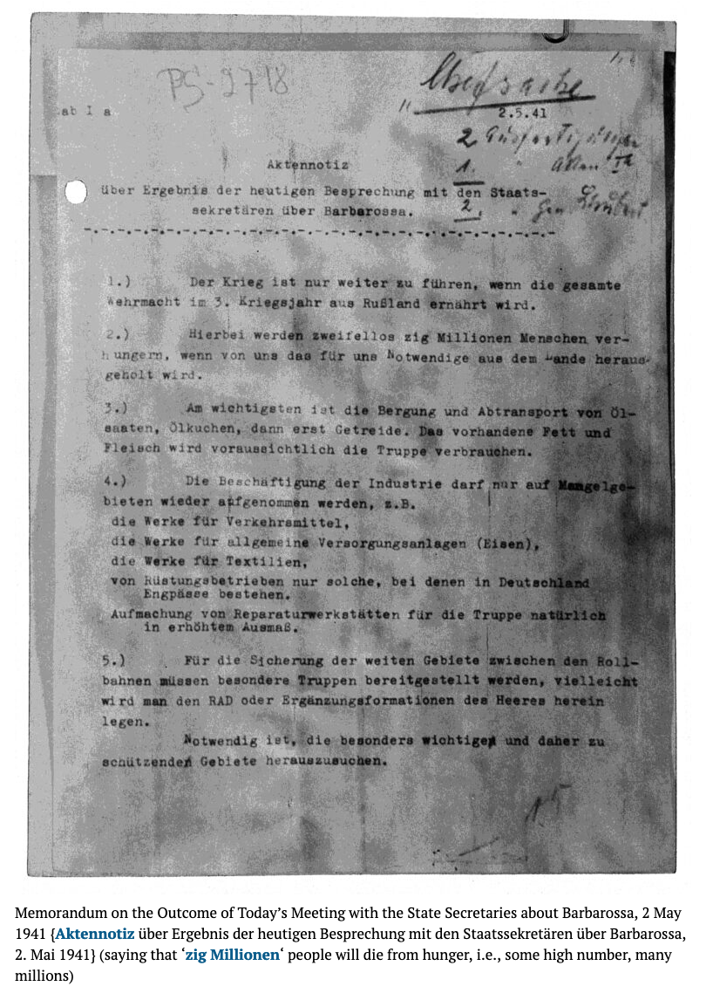 PS-2718
Chefsache
ab I a
2.5.41
2 Ausfertigungen
Aktennotiz
1. " Akten Ia
über Ergebnis der heutigen Besprechung mit den Staats-
sekretären über Barbarossa.
2. " Gen Schubert
1.) Der Krieg ist nur weiter zu führen, wenn die gesamte
Wehrmacht im 3. Kriegsjahr aus Rußland ernährt wird.
2.) Hierbei werden zweifellos zig Millionen Menschen ver-
hungern, wenn von uns das für uns Notwendige aus dem Lande heraus-
geholt wird.
3.) Am wichtigsten ist die Bergung und Abtransport von Öl-
saaten, Ölkuchen, dann erst Getreide. Das vorhandene Fett und
Fleisch wird voraussichtlich die Truppe verbrauchen.
4.) Die Beschäftigung der Industrie darf nur auf Mangelge-
bieten wieder aufgenommen werden, z.B.
die Werke für Verkehrsmittel,
die Werke für allgemeine Versorgungsanlagen (Eisen),
die Werke für Textilien,
von Rüstungsbetrieben nur solche, bei denen in Deutschland
Engpässe bestehen.
Aufmachung von Reparaturwerkstätten für die Truppe natürlich
in erhöhtem Ausmaß.
5.) Für die Sicherung der weiten Gebiete zwischen den Roll-
bahnen müssen besondere Truppen bereitgestellt werden, vielleicht
wird man den RAD oder Ergänzungsformationen des Heeres herein
legen.
Notwendig ist, die besonders wichtigen und daher zu
schützenden Gebiete herauszusuchen.
Memorandum on the Outcome of Today’s Meeting with the State Secretaries about Barbarossa, 2 May
1941 {Aktennotiz über Ergebnis der heutigen Besprechung mit den Staatssekretären über Barbarossa,
2. Mai 1941} (saying that ‘zig Millionen‘ people will die from hunger, i.e., some high number, many
millions)